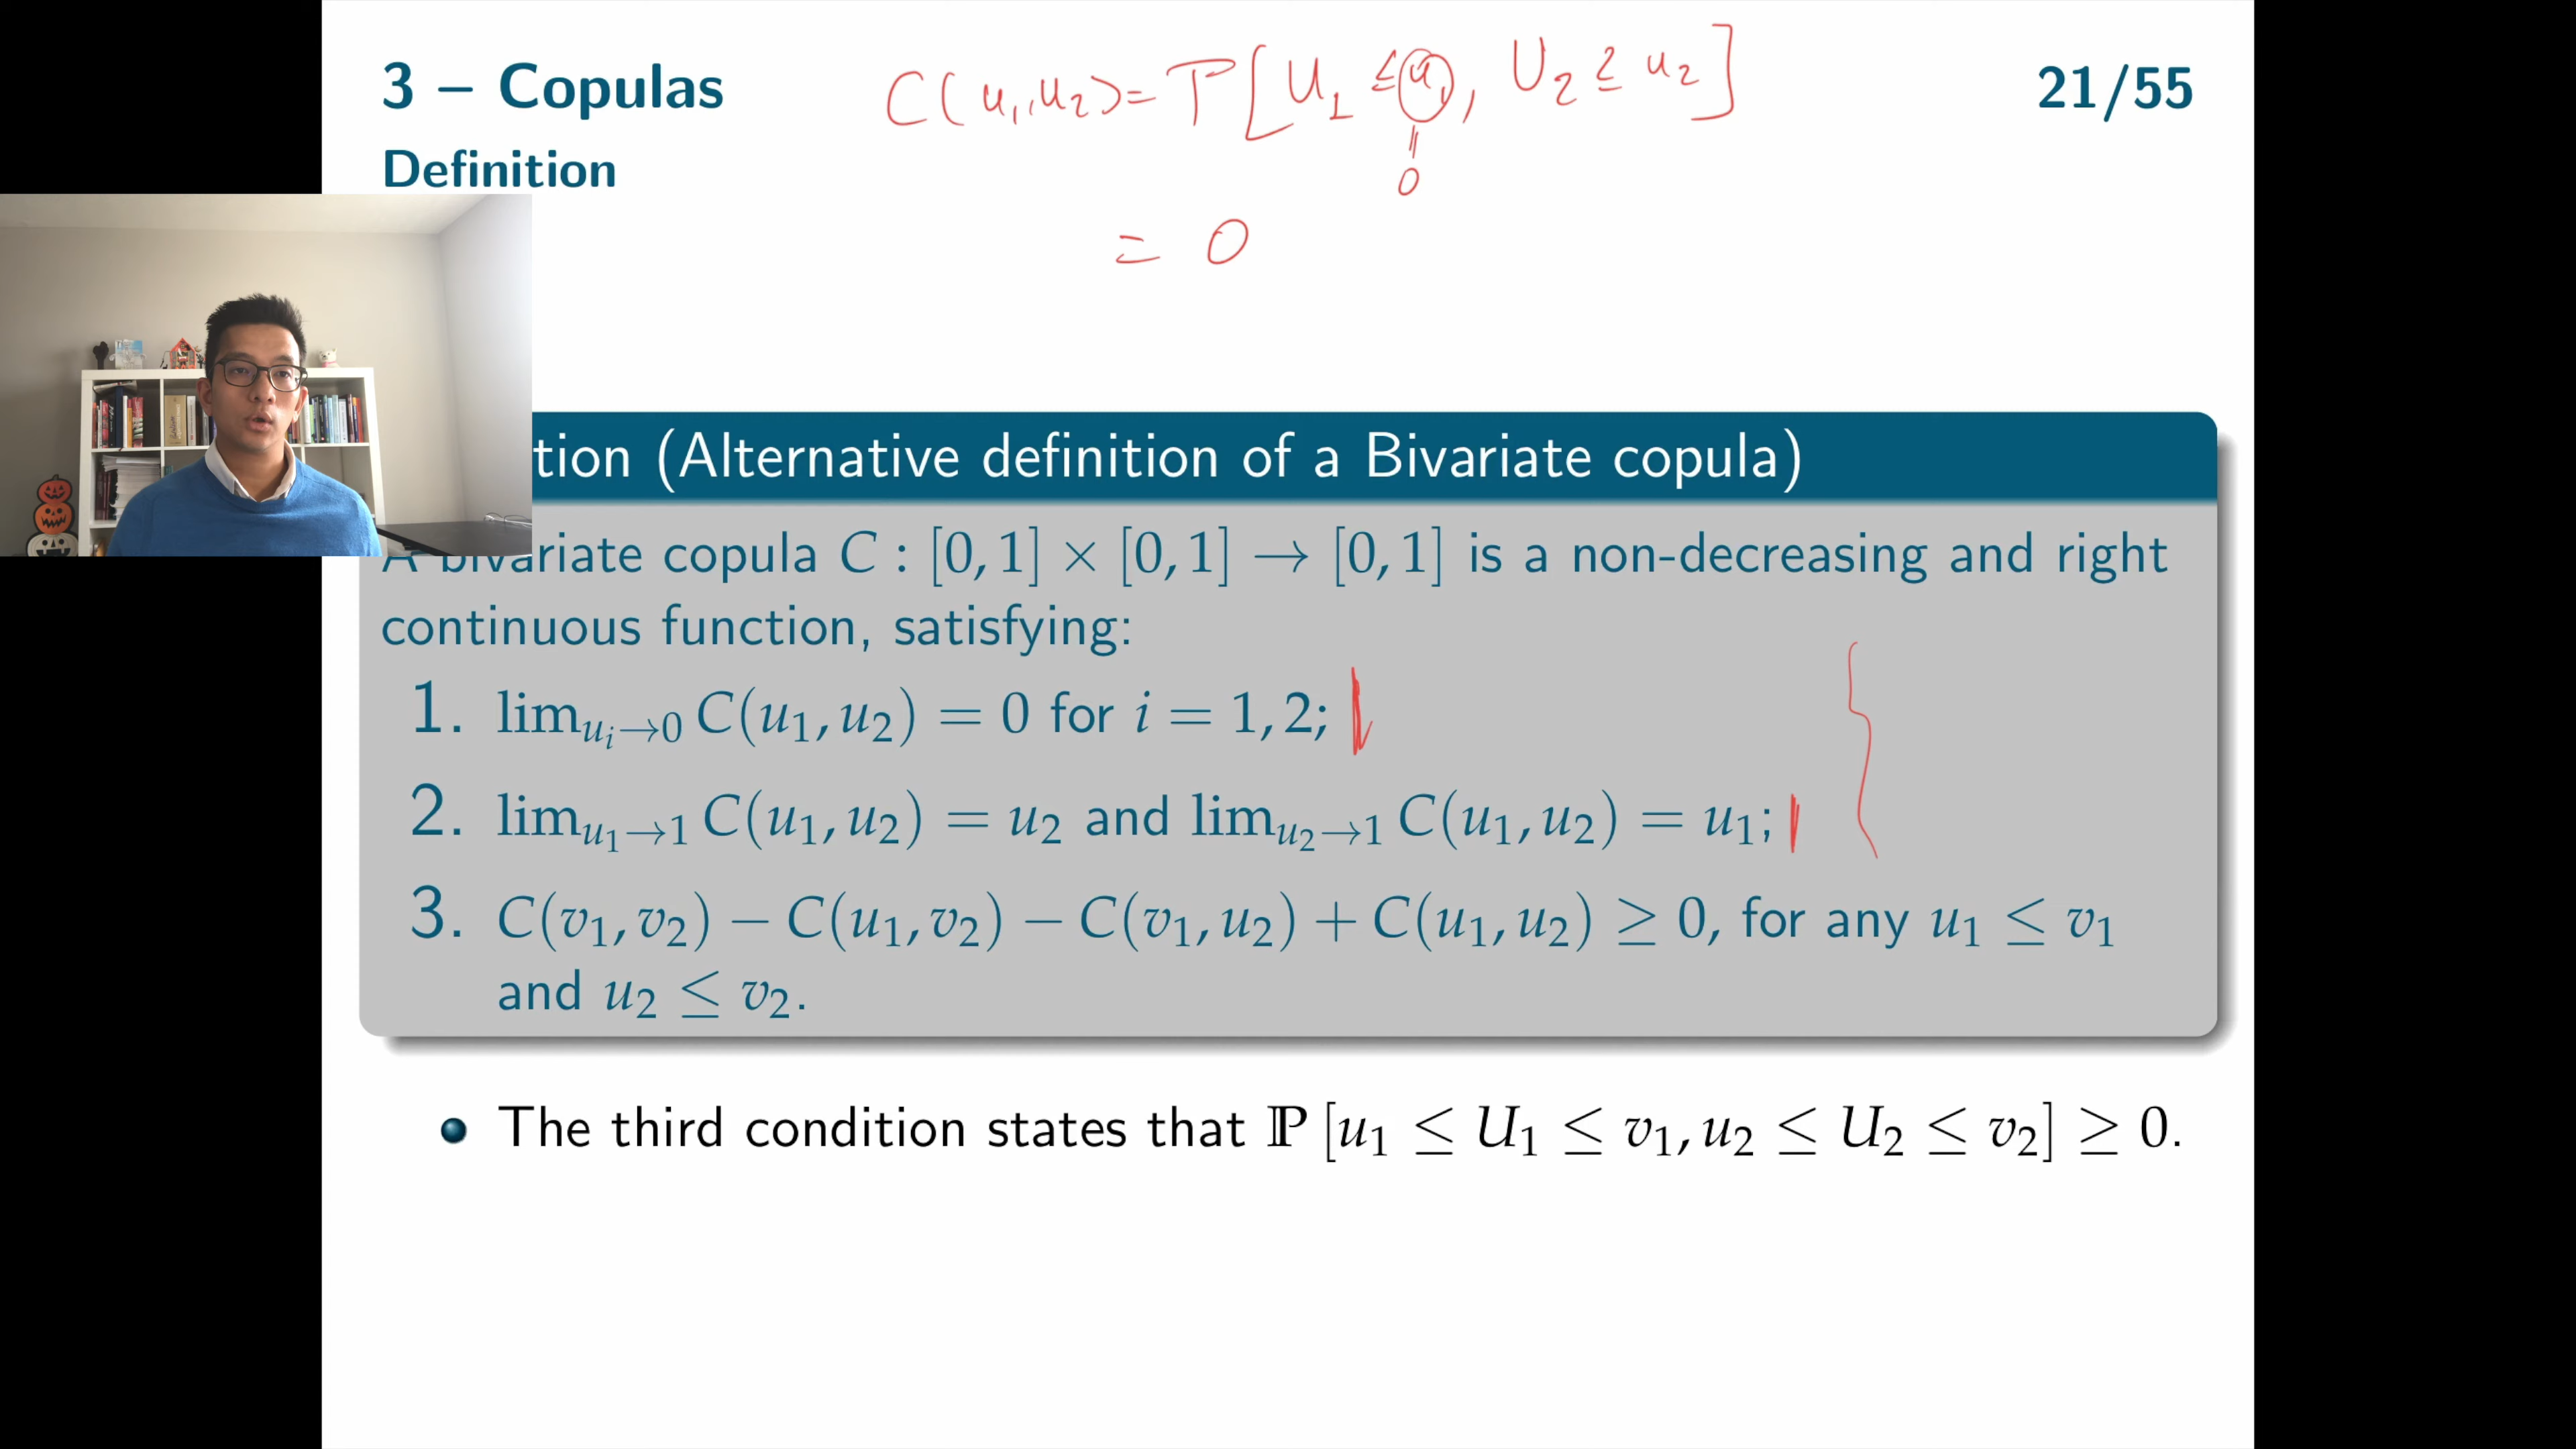 3 – Copulas
C(u₁,u₂) = P[U₁ ≤ u₁, U₂ ≤ u₂]
21/55
Definition
0
= 0
tion (Alternative definition of a Bivariate copula)
A bivariate copula C : [0, 1] × [0, 1] → [0, 1] is a non-decreasing and right
continuous function, satisfying:
1. lim_{uᵢ→0} C(u₁, u₂) = 0 for i = 1, 2;
2. lim_{u₁→1} C(u₁, u₂) = u₂ and lim_{u₂→1} C(u₁, u₂) = u₁;
3. C(v₁, v₂) − C(u₁, v₂) − C(v₁, u₂) + C(u₁, u₂) ≥ 0, for any u₁ ≤ v₁
and u₂ ≤ v₂.
• The third condition states that ℙ [u₁ ≤ U₁ ≤ v₁, u₂ ≤ U₂ ≤ v₂] ≥ 0.